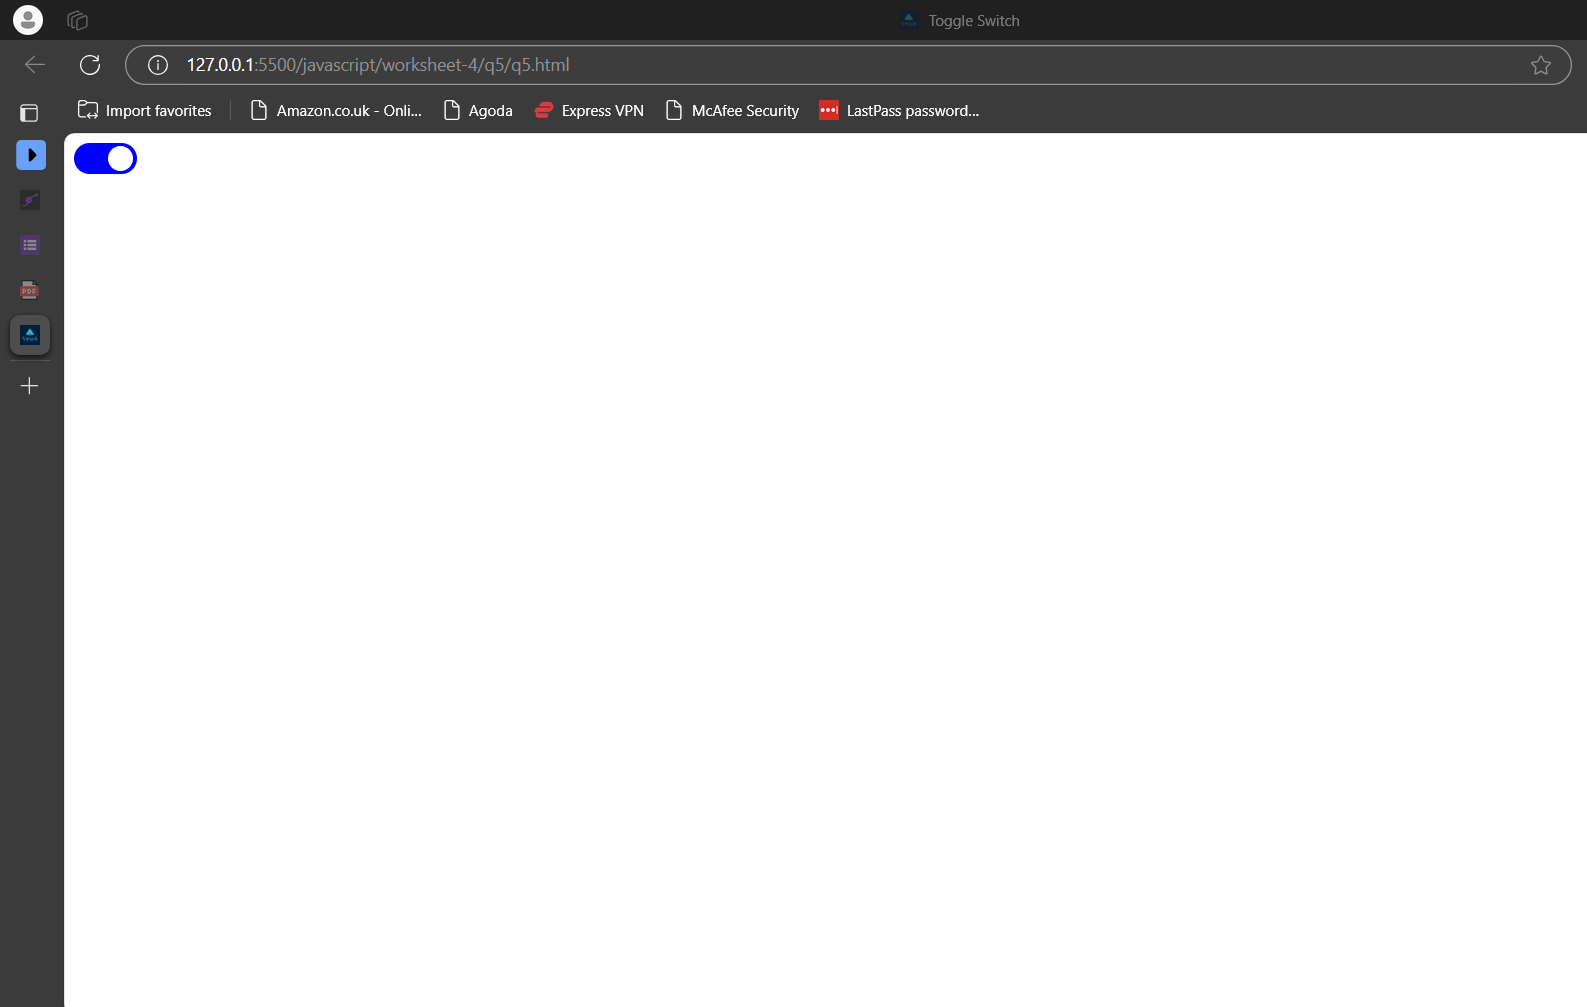 Toggle Switch
127.0.0.1:5500/javascript/worksheet-4/q5/q5.html
Import favorites
Amazon.co.uk - Onli...
Agoda
Express VPN
McAfee Security
LastPass password...
PDF